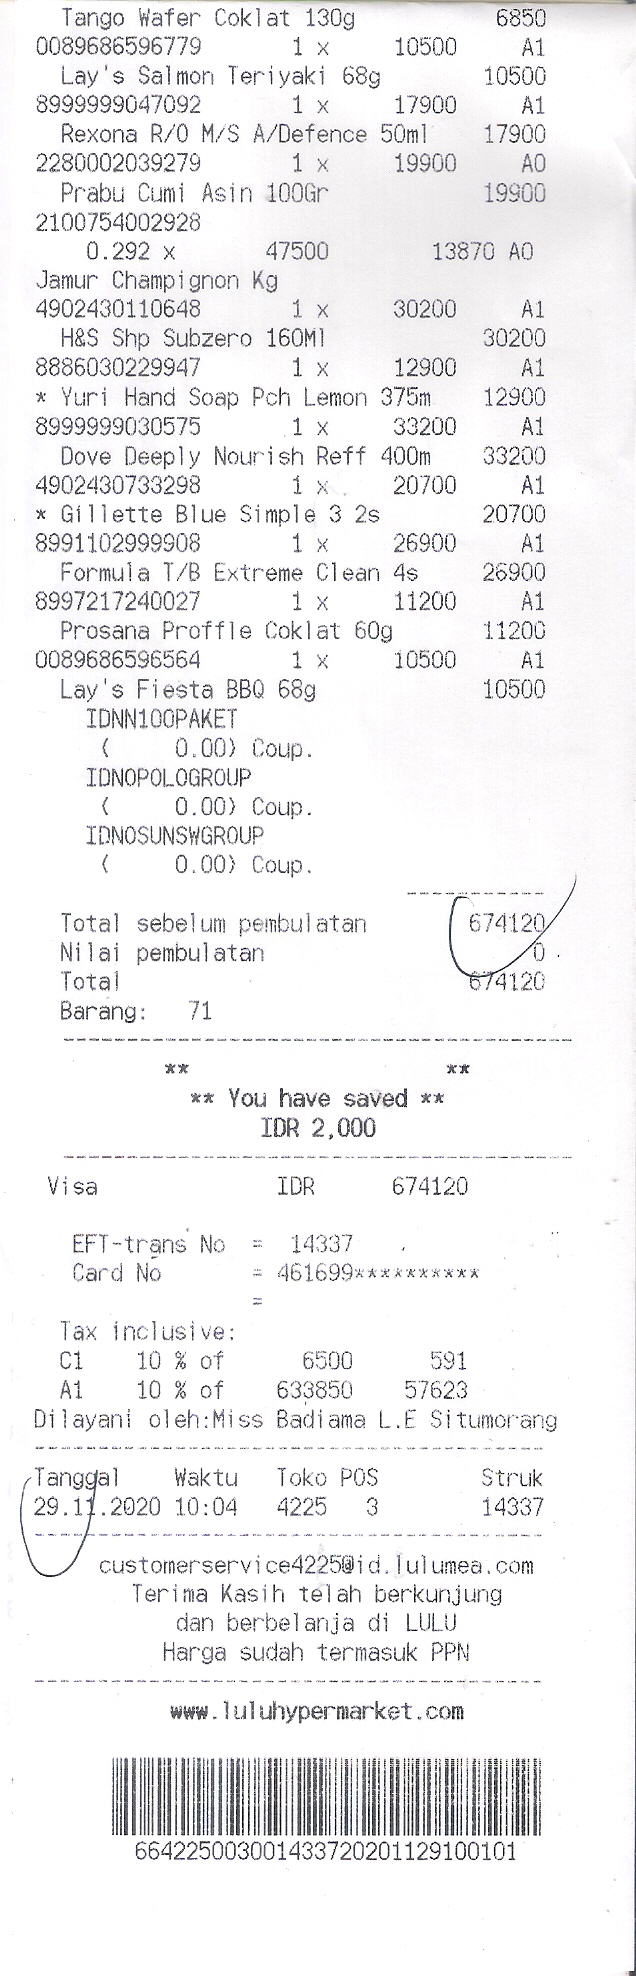 Tango Wafer Coklat 130g 6850
0089686596779 1 x 10500 A1
Lay's Salmon Teriyaki 68g 10500
8999999047092 1 x 17900 A1
Rexona R/O M/S A/Defence 50ml 17900
2280002039279 1 x 19900 A0
Prabu Cumi Asin 100Gr 19900
2100754002928
0.292 x 47500 13870 A0
Jamur Champignon Kg
4902430110648 1 x 30200 A1
H&S Shp Subzero 160Ml 30200
8886030229947 1 x 12900 A1
* Yuri Hand Soap Pch Lemon 375m 12900
8999999030575 1 x 33200 A1
Dove Deeply Nourish Reff 400m 33200
4902430733298 1 x 20700 A1
* Gillette Blue Simple 3 2s 20700
8991102999908 1 x 26900 A1
Formula T/B Extreme Clean 4s 26900
8997217240027 1 x 11200 A1
Prosana Proffle Coklat 60g 11200
0089686596564 1 x 10500 A1
Lay's Fiesta BBQ 68g 10500
IDNN100PAKET
( 0.00) Coup.
IDNOPOLOGROUP
( 0.00) Coup.
IDNOSUNSWGROUP
( 0.00) Coup.
Total sebelum pembulatan 674120
Nilai pembulatan 0
Total 674120
Barang: 71
** **
** You have saved **
IDR 2,000
Visa IDR 674120
EFT-trans No = 14337
Card No = 461699**********
=
Tax inclusive:
C1 10 % of 6500 591
A1 10 % of 633850 57623
Dilayani oleh:Miss Badiama L.E Situmorang
Tanggal Waktu Toko POS Struk
29.11.2020 10:04 4225 3 14337
customerservice4225@id.lulumea.com
Terima Kasih telah berkunjung
dan berbelanja di LULU
Harga sudah termasuk PPN
www.luluhypermarket.com
664225003001433720201129100101